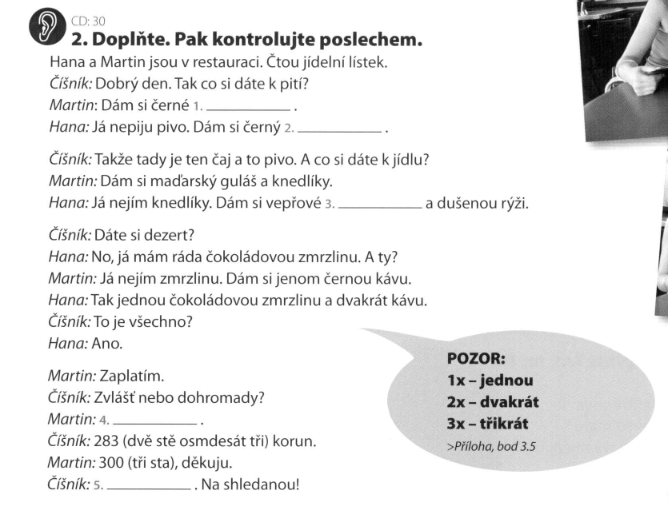 CD: 30
2. Doplňte. Pak kontrolujte poslechem.
Hana a Martin jsou v restauraci. Čtou jídelní lístek.
Číšník: Dobrý den. Tak co si dáte k pití?
Martin: Dám si černé 1. ____________ .
Hana: Já nepiju pivo. Dám si černý 2. ____________ .
Číšník: Takže tady je ten čaj a to pivo. A co si dáte k jídlu?
Martin: Dám si maďarský guláš a knedlíky.
Hana: Já nejím knedlíky. Dám si vepřové 3. ____________ a dušenou rýži.
Číšník: Dáte si dezert?
Hana: No, já mám ráda čokoládovou zmrzlinu. A ty?
Martin: Já nejím zmrzlinu. Dám si jenom černou kávu.
Hana: Tak jednou čokoládovou zmrzlinu a dvakrát kávu.
Číšník: To je všechno?
Hana: Ano.
Martin: Zaplatím.
Číšník: Zvlášť nebo dohromady?
Martin: 4. ____________ .
Číšník: 283 (dvě stě osmdesát tři) korun.
Martin: 300 (tři sta), děkuju.
Číšník: 5. ____________ . Na shledanou!
POZOR:
1x – jednou
2x – dvakrát
3x – třikrát
>Příloha, bod 3.5